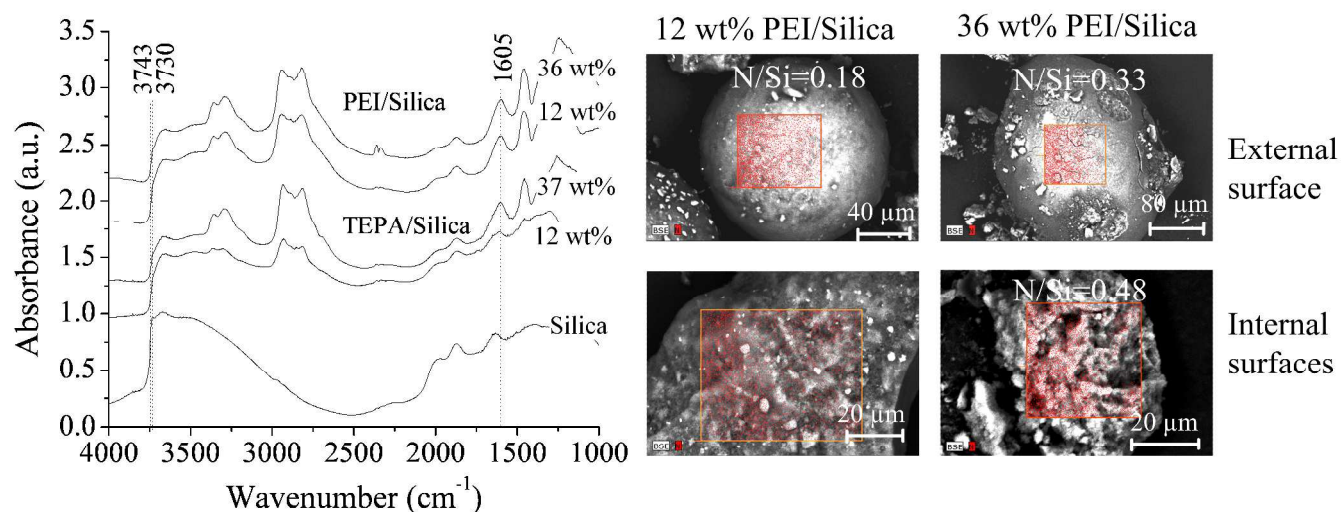 12 wt% PEI/Silica
36 wt% PEI/Silica
3.5
3.0
2.5
2.0
1.5
1.0
0.5
0.0
Absorbance (a.u.)
3743
3730
1605
PEI/Silica
36 wt%
12 wt%
TEPA/Silica
37 wt%
12 wt%
Silica
4000 3500 3000 2500 2000 1500 1000
Wavenumber (cm⁻¹)
N/Si=0.18
40 µm
BSE
N/Si=0.33
80 µm
BSE
N
External
surface
20 µm
BSE
N/Si=0.48
20 µm
BSE
Internal
surfaces